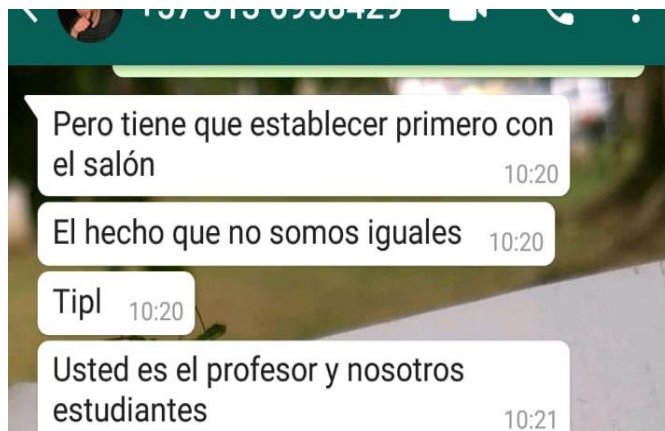 Pero tiene que establecer primero con
el salón
10:20
El hecho que no somos iguales 10:20
Tipl 10:20
Usted es el profesor y nosotros
estudiantes
10:21